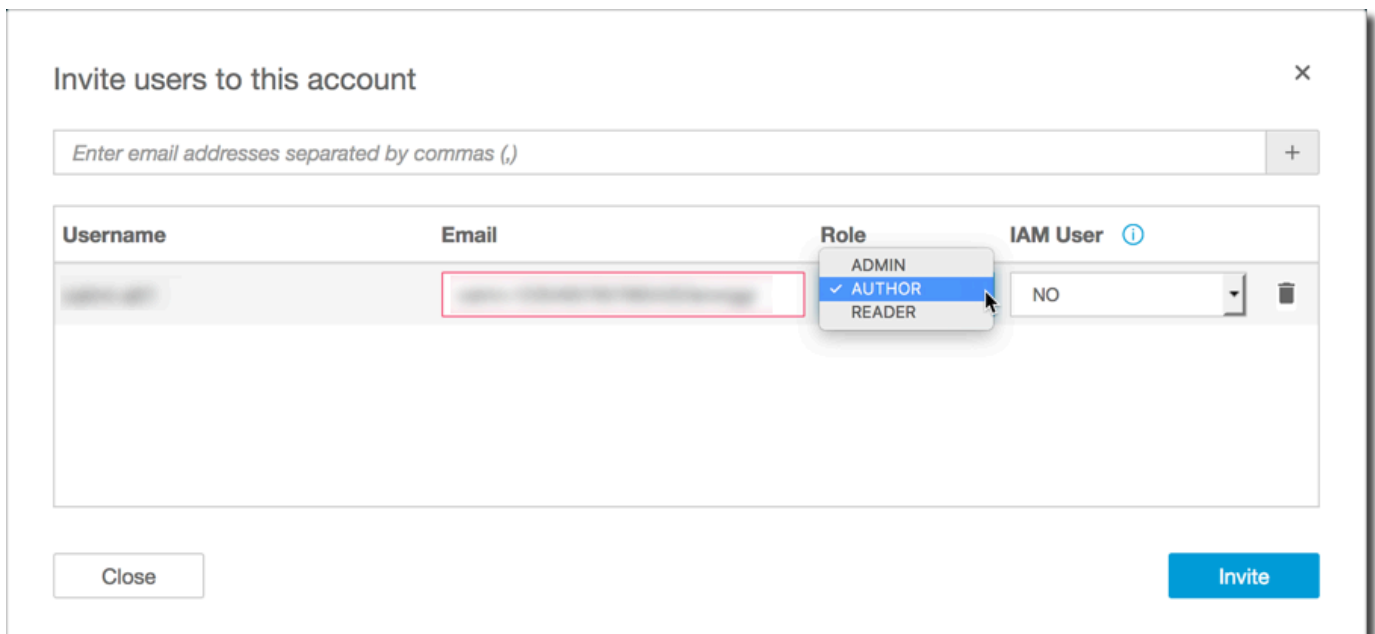 Invite users to this account ×
Enter email addresses separated by commas (,) +
Username Email Role IAM User
ADMIN
✓ AUTHOR NO
READER
Close Invite